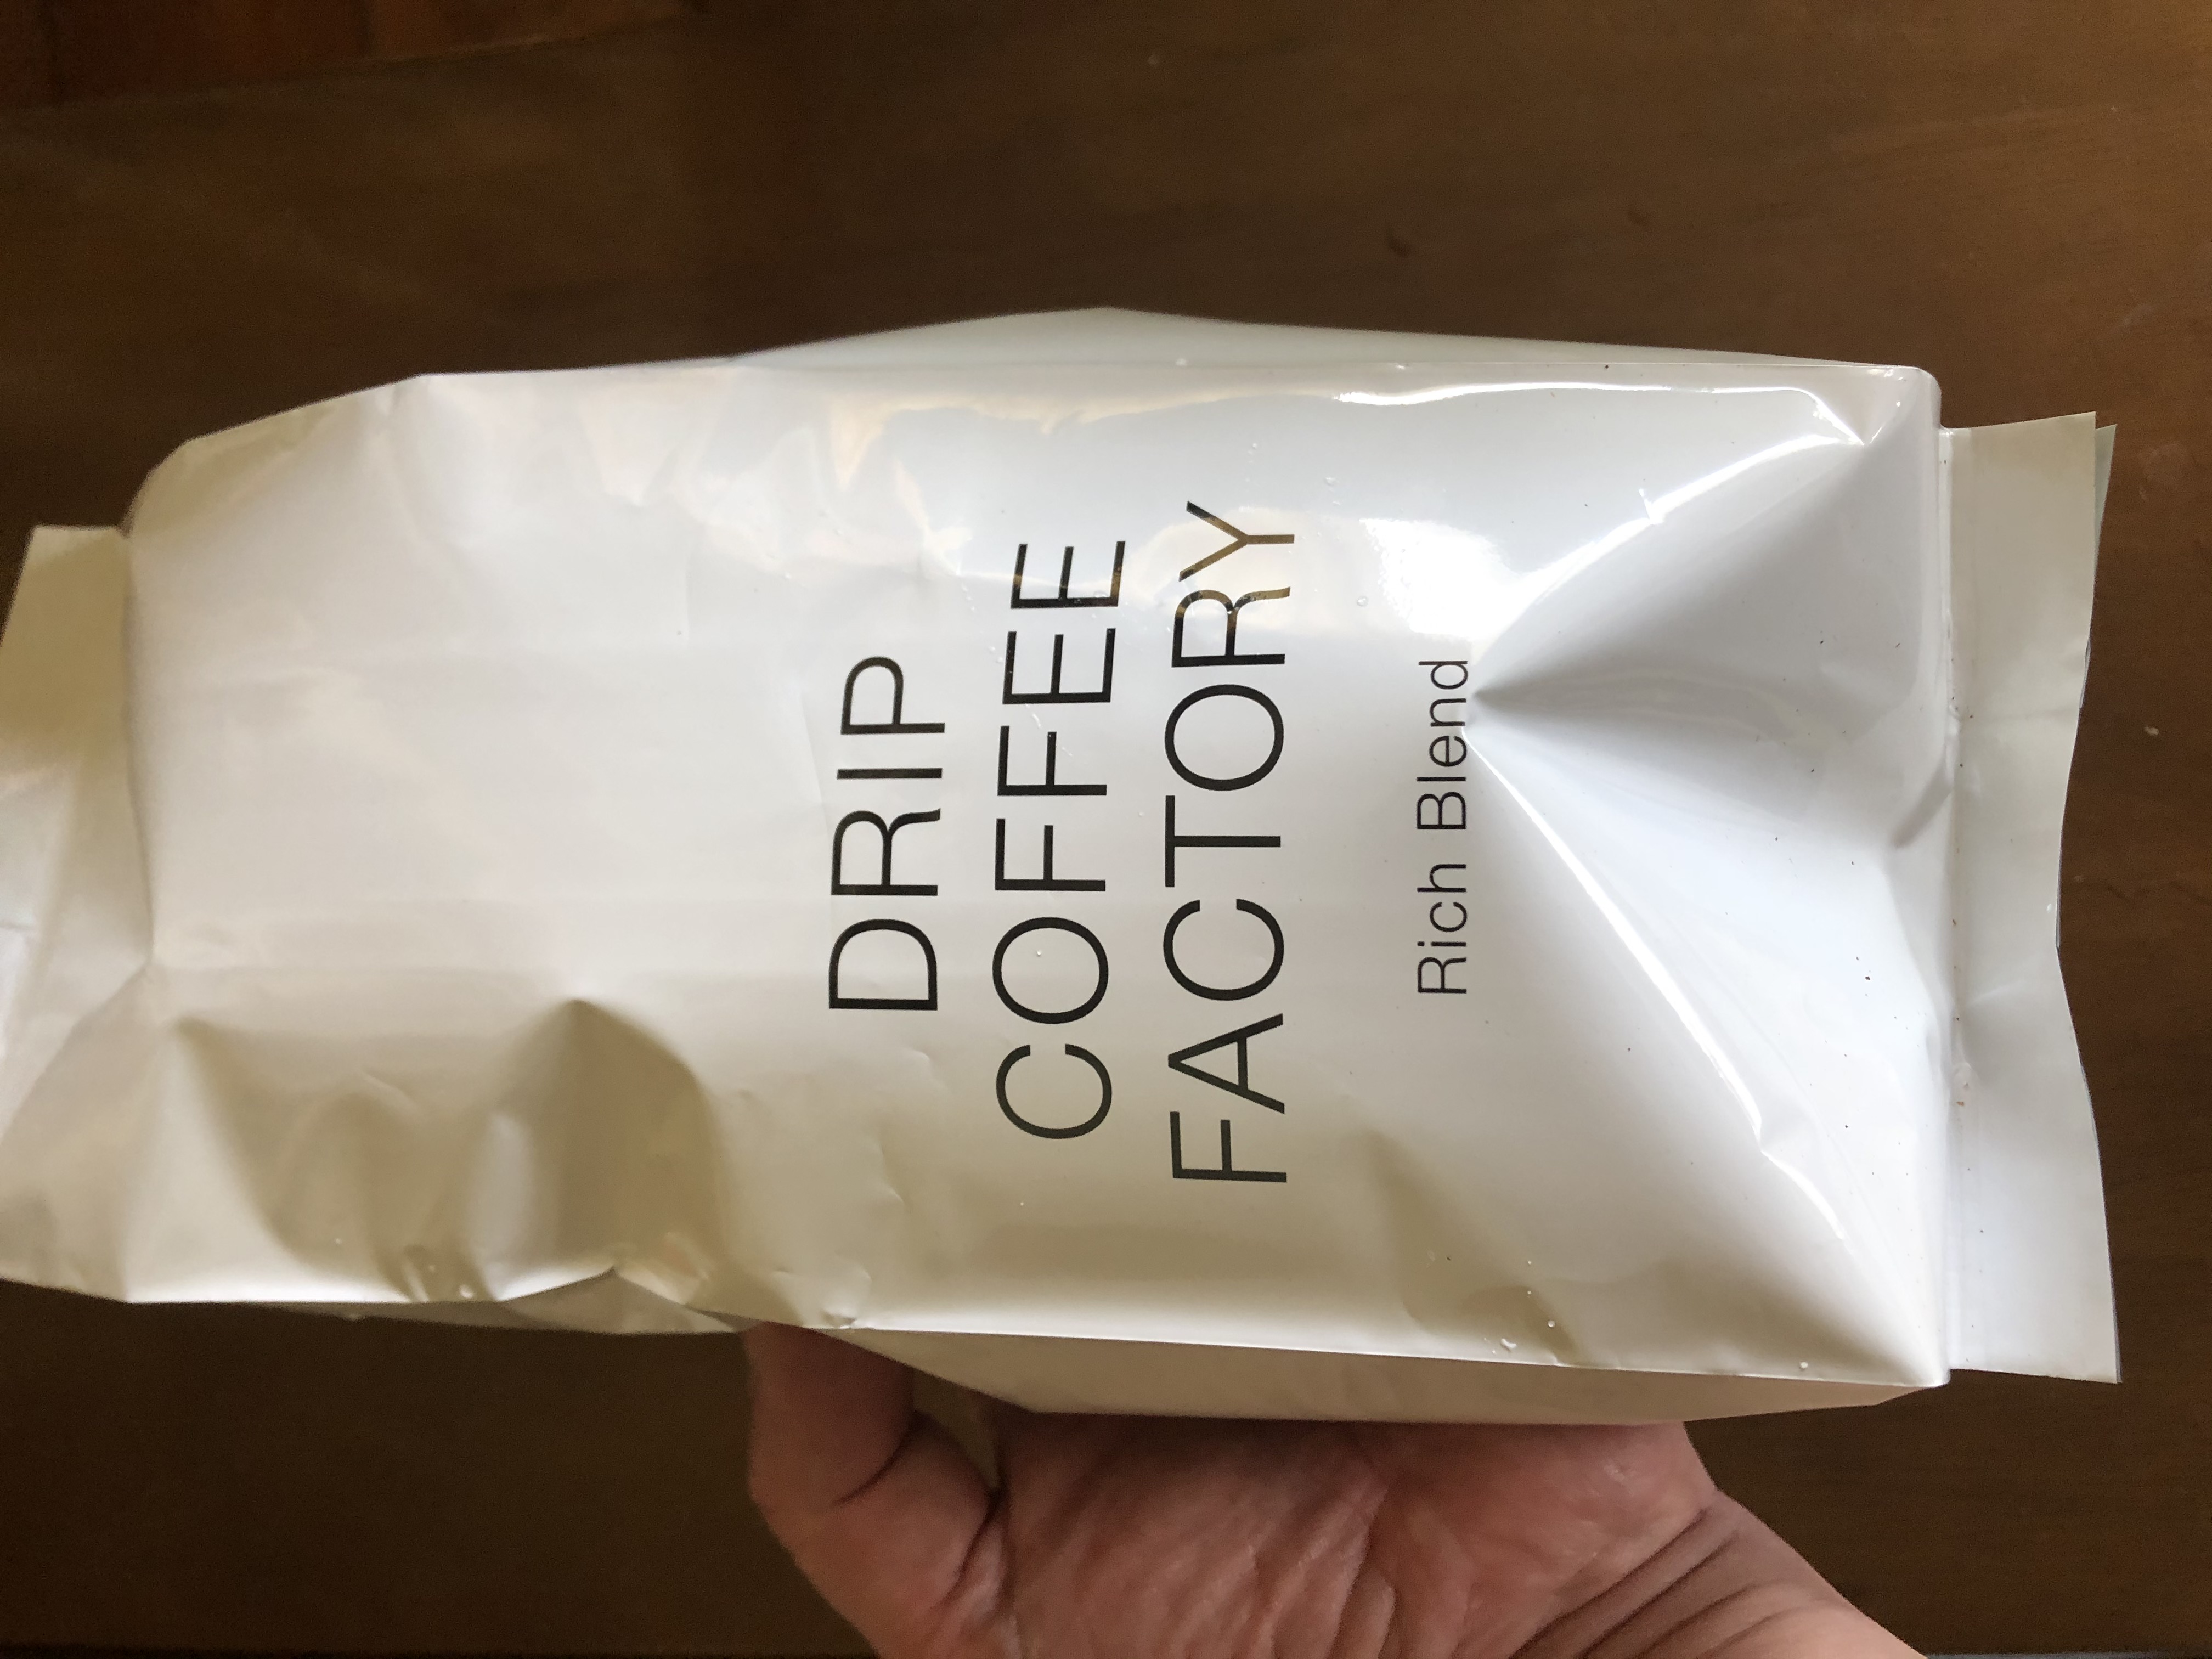 DRIP
COFFEE
FACTORY
Rich Blend